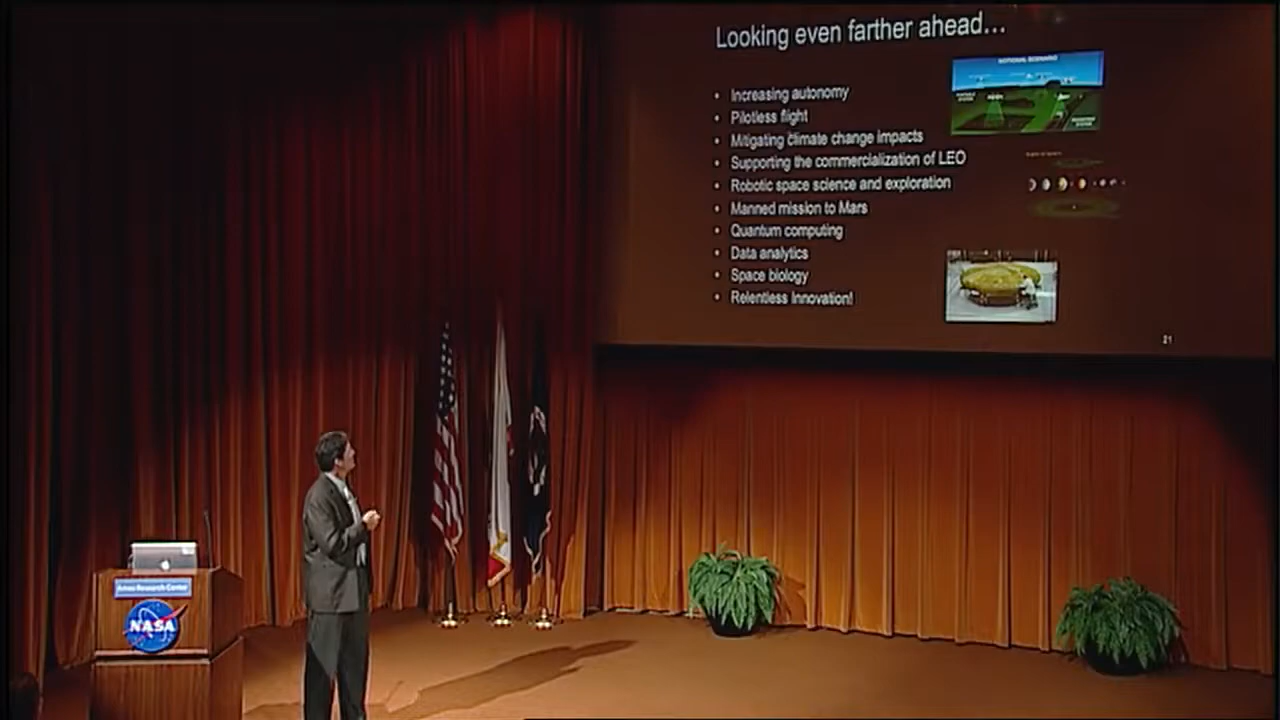 Looking even farther ahead...
• Increasing autonomy
• Pilotless flight
• Mitigating climate change impacts
• Supporting the commercialization of LEO
• Robotic space science and exploration
• Manned mission to Mars
• Quantum computing
• Data analytics
• Space biology
• Relentless Innovation!
NOTIONAL SCENARIO
21
Ames Research Center
NASA